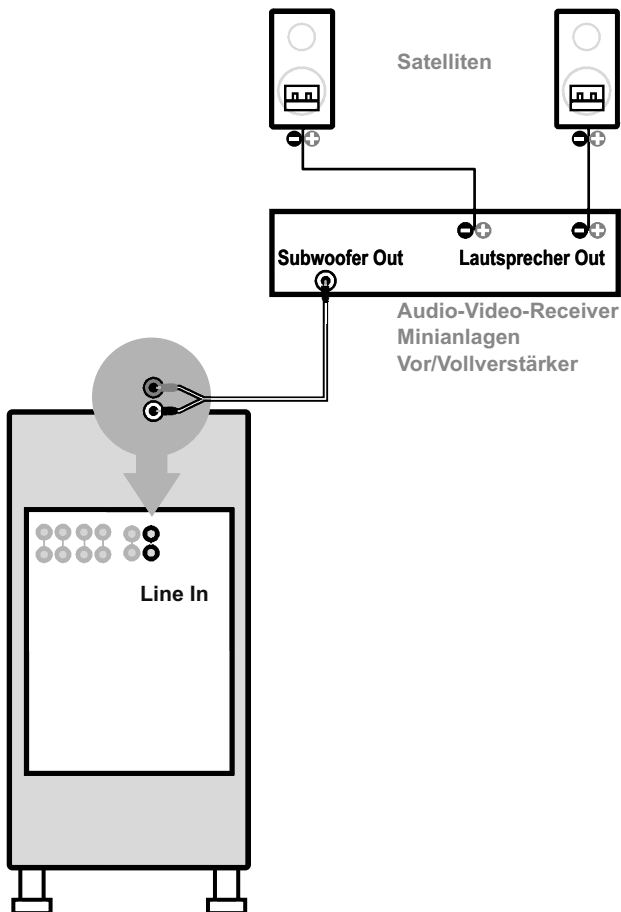 Satelliten
Subwoofer Out
Lautsprecher Out
Audio-Video-Receiver
Minianlagen
Vor/Vollverstärker
Line In